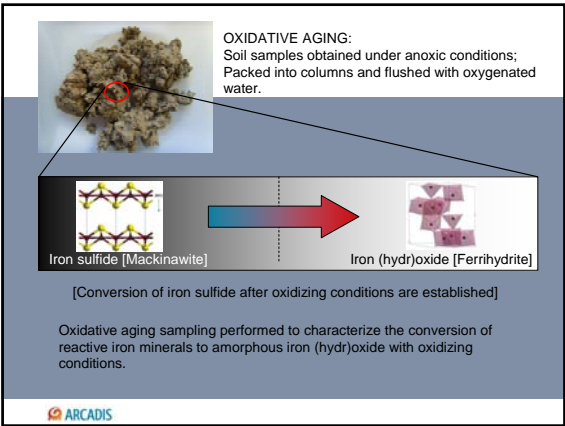 OXIDATIVE AGING:
Soil samples obtained under anoxic conditions;
Packed into columns and flushed with oxygenated
water.
Iron sulfide [Mackinawite]
Iron (hydr)oxide [Ferrihydrite]
[Conversion of iron sulfide after oxidizing conditions are established]
Oxidative aging sampling performed to characterize the conversion of
reactive iron minerals to amorphous iron (hydr)oxide with oxidizing
conditions.
ARCADIS